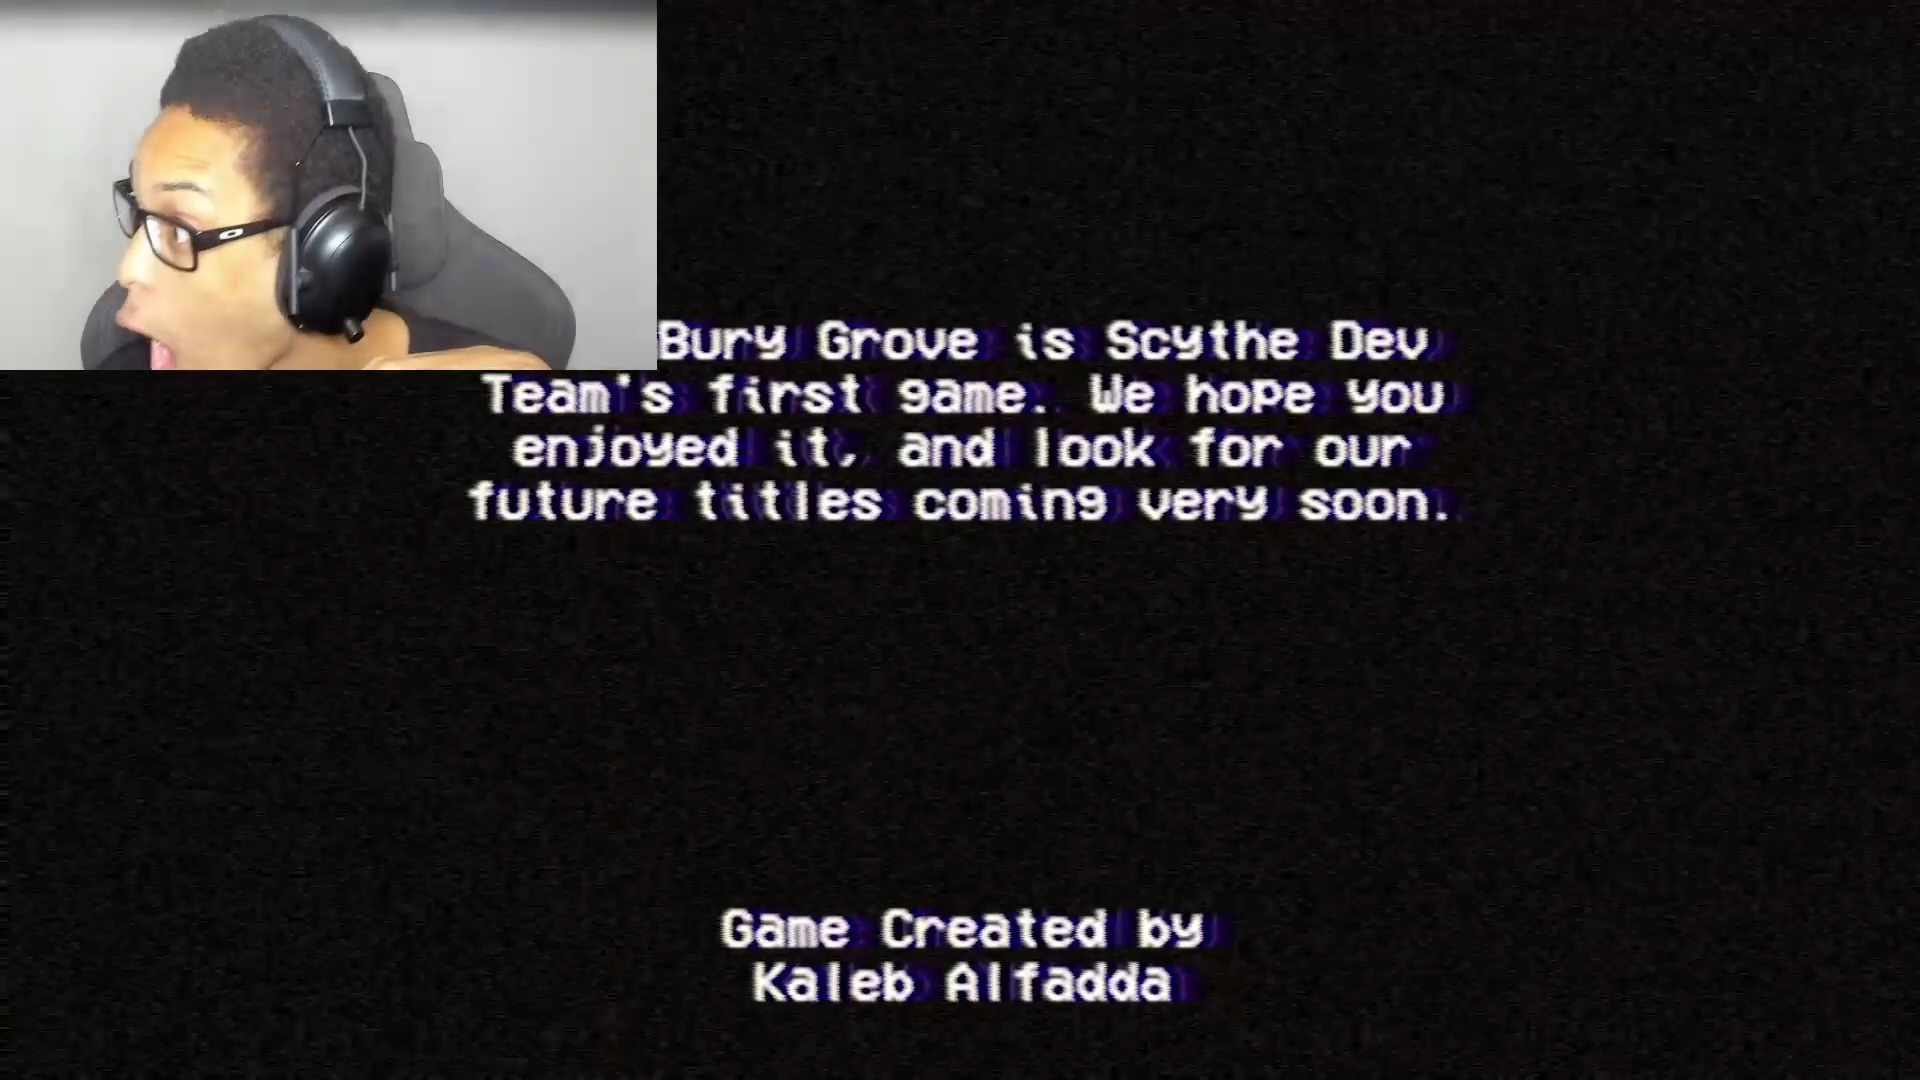 Bury Grove is Scythe Dev
Team's first game. We hope you
enjoyed it, and look for our
future titles coming very soon.
Game Created by
Kaleb Alfadda